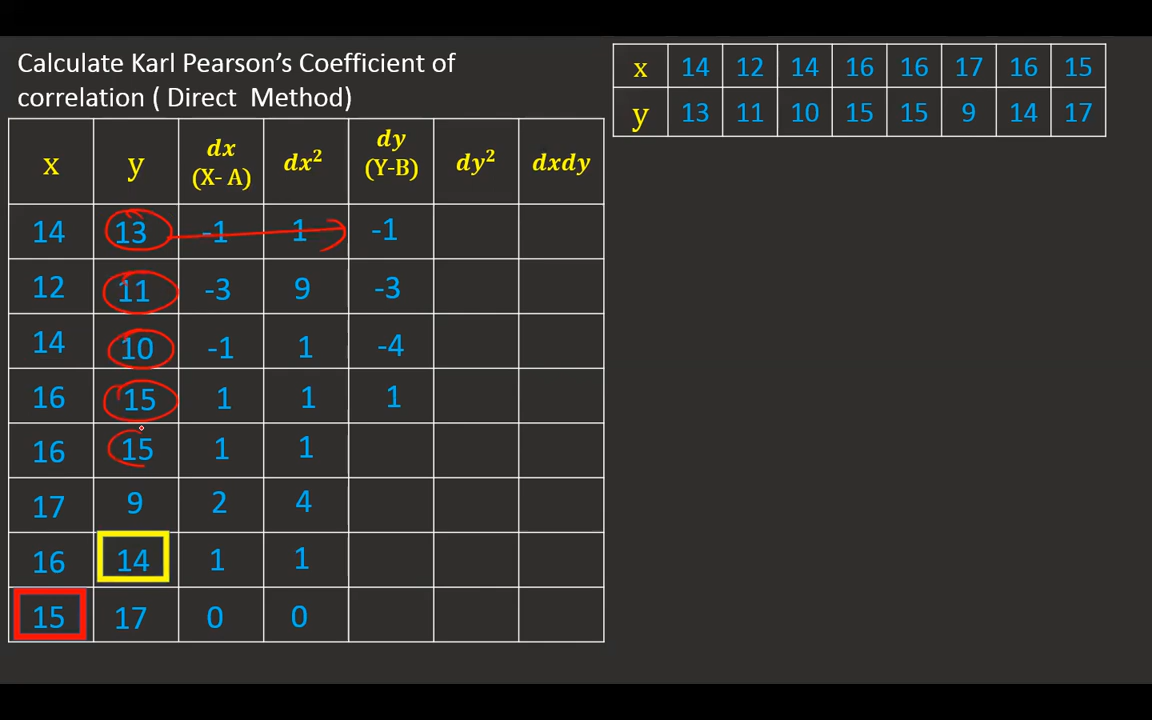 Calculate Karl Pearson's Coefficient of
correlation ( Direct Method)
x 14 12 14 16 16 17 16 15
y 13 11 10 15 15 9 14 17
x y dx (X- A) dx² dy (Y-B) dy² dxdy
14 13 -1 1 -1
12 11 -3 9 -3
14 10 -1 1 -4
16 15 1 1 1
16 15 1 1
17 9 2 4
16 14 1 1
15 17 0 0